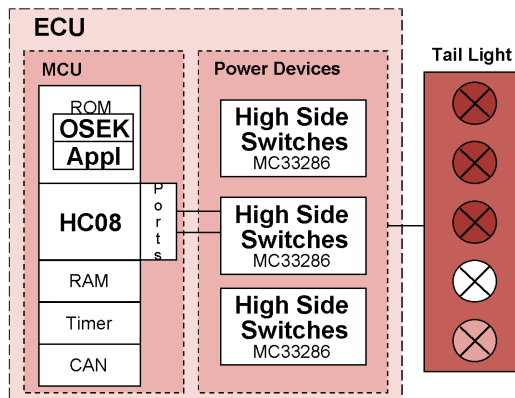 ECU
MCU
ROM
OSEK
Appl
HC08
Ports
RAM
Timer
CAN
Power Devices
High Side
Switches
MC33286
High Side
Switches
MC33286
High Side
Switches
MC33286
Tail Light